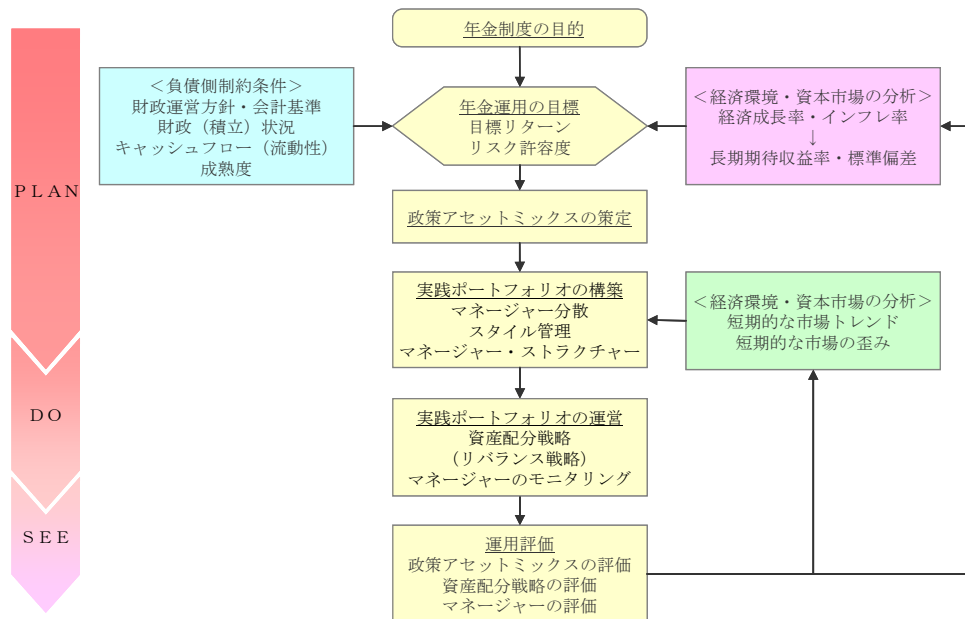 年金制度の目的
<負債側制約条件>
財政運営方針・会計基準
財政（積立）状況
キャッシュフロー（流動性）
成熟度
年金運用の目標
目標リターン
リスク許容度
<経済環境・資本市場の分析>
経済成長率・インフレ率
↓
長期期待収益率・標準偏差
ＰＬＡＮ
政策アセットミックスの策定
実践ポートフォリオの構築
マネージャー分散
スタイル管理
マネージャー・ストラクチャー
<経済環境・資本市場の分析>
短期的な市場トレンド
短期的な市場の歪み
ＤＯ
実践ポートフォリオの運営
資産配分戦略
（リバランス戦略）
マネージャーのモニタリング
ＳＥＥ
運用評価
政策アセットミックスの評価
資産配分戦略の評価
マネージャーの評価